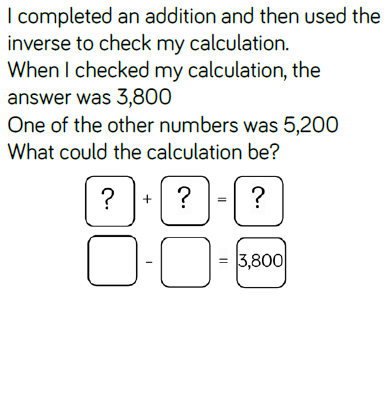 I completed an addition and then used the
inverse to check my calculation.
When I checked my calculation, the
answer was 3,800
One of the other numbers was 5,200
What could the calculation be?
? + ? = ?
- = 3,800